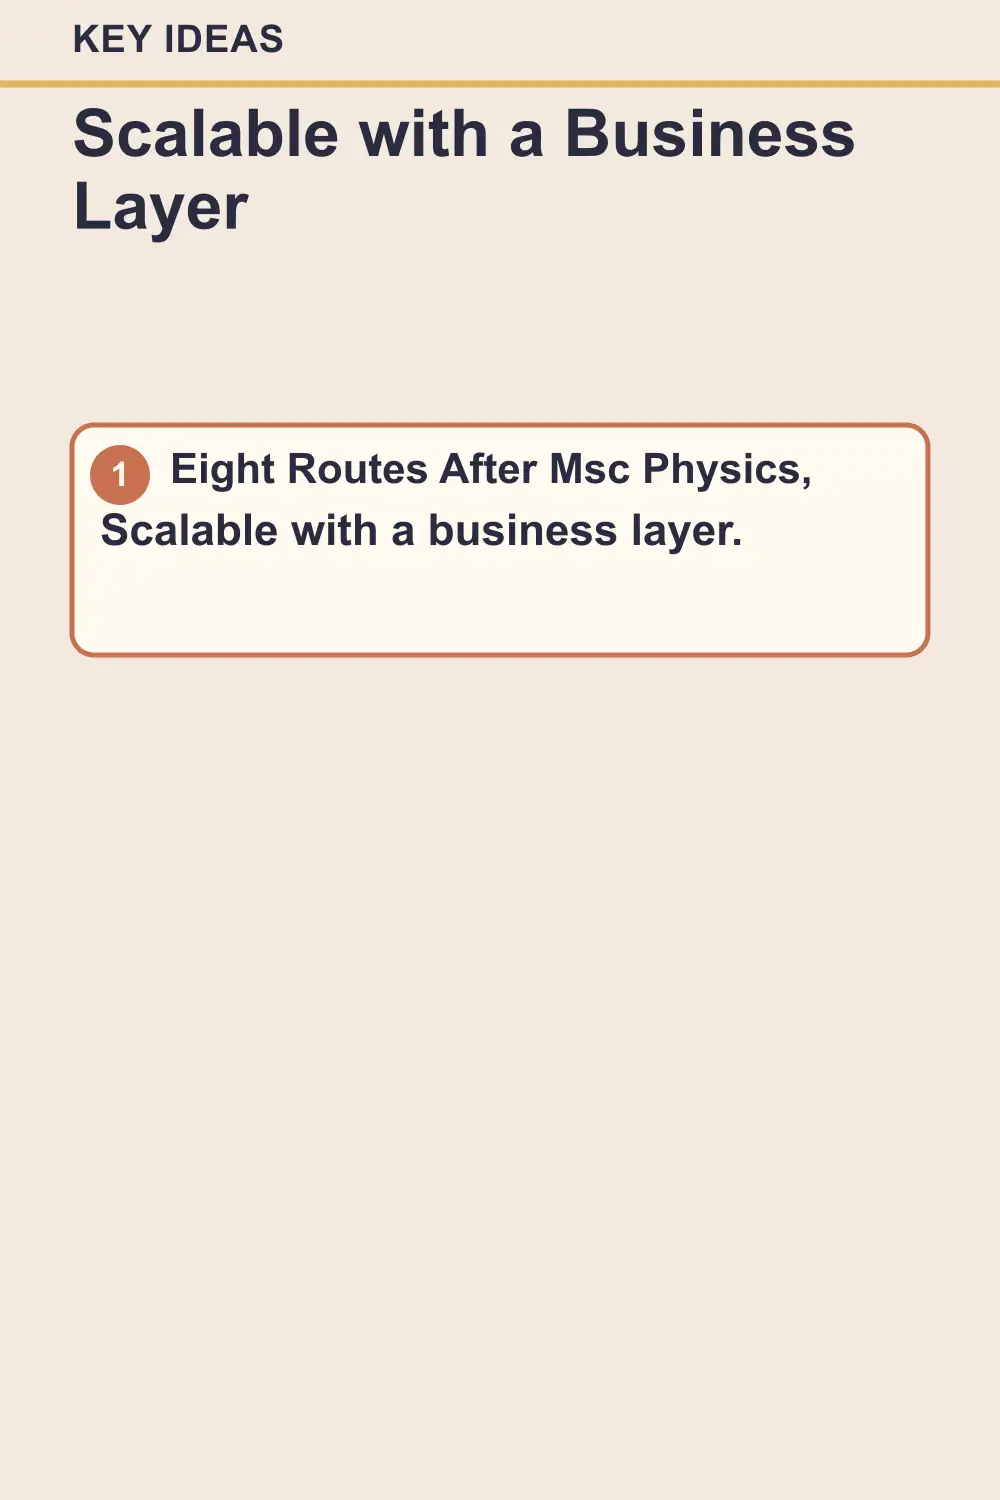 KEY IDEAS
Scalable with a Business
Layer
1 Eight Routes After Msc Physics,
Scalable with a business layer.